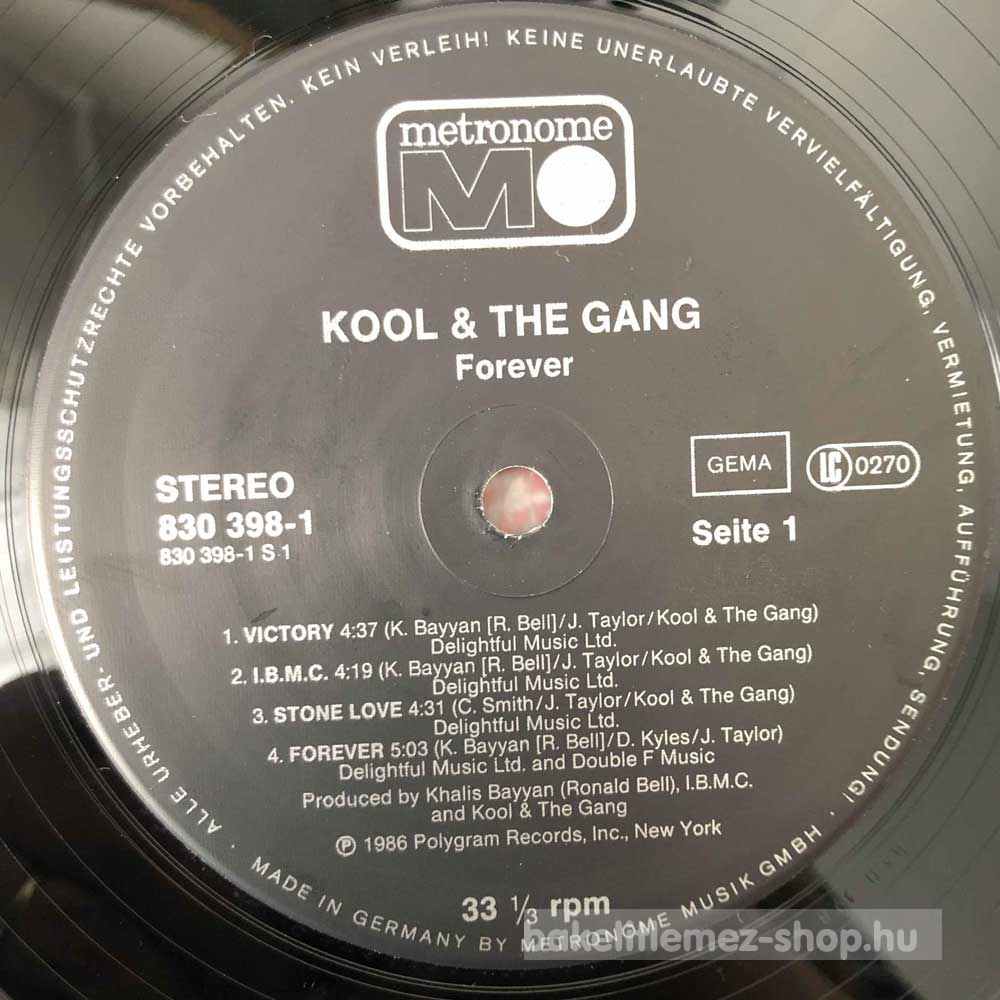 ALLE URHEBER- UND LEISTUNGSSCHUTZRECHTE VORBEHALTEN. KEIN VERLEIH! KEINE UNERLAUBTE VERVIELFÄLTIGUNG, VERMIETUNG, AUFFÜHRUNG, SENDUNG!
metronome
M
KOOL & THE GANG
Forever
STEREO
830 398-1
830 398-1 S 1
GEMA
LC 0270
Seite 1
1. VICTORY 4:37 (K. Bayyan [R. Bell]/J. Taylor/Kool & The Gang)
Delightful Music Ltd.
2. I.B.M.C. 4:19 (K. Bayyan [R. Bell]/J. Taylor/Kool & The Gang)
Delightful Music Ltd.
3. STONE LOVE 4:31 (C. Smith/J. Taylor/Kool & The Gang)
Delightful Music Ltd.
4. FOREVER 5:03 (K. Bayyan [R. Bell]/D. Kyles/J. Taylor)
Delightful Music Ltd. and Double F Music
Produced by Khalis Bayyan (Ronald Bell), I.B.M.C.
and Kool & The Gang
℗ 1986 Polygram Records, Inc., New York
33 ⅓ rpm
· MADE IN GERMANY BY METRONOME MUSIK GMBH ·
bakelitlemez-shop.hu